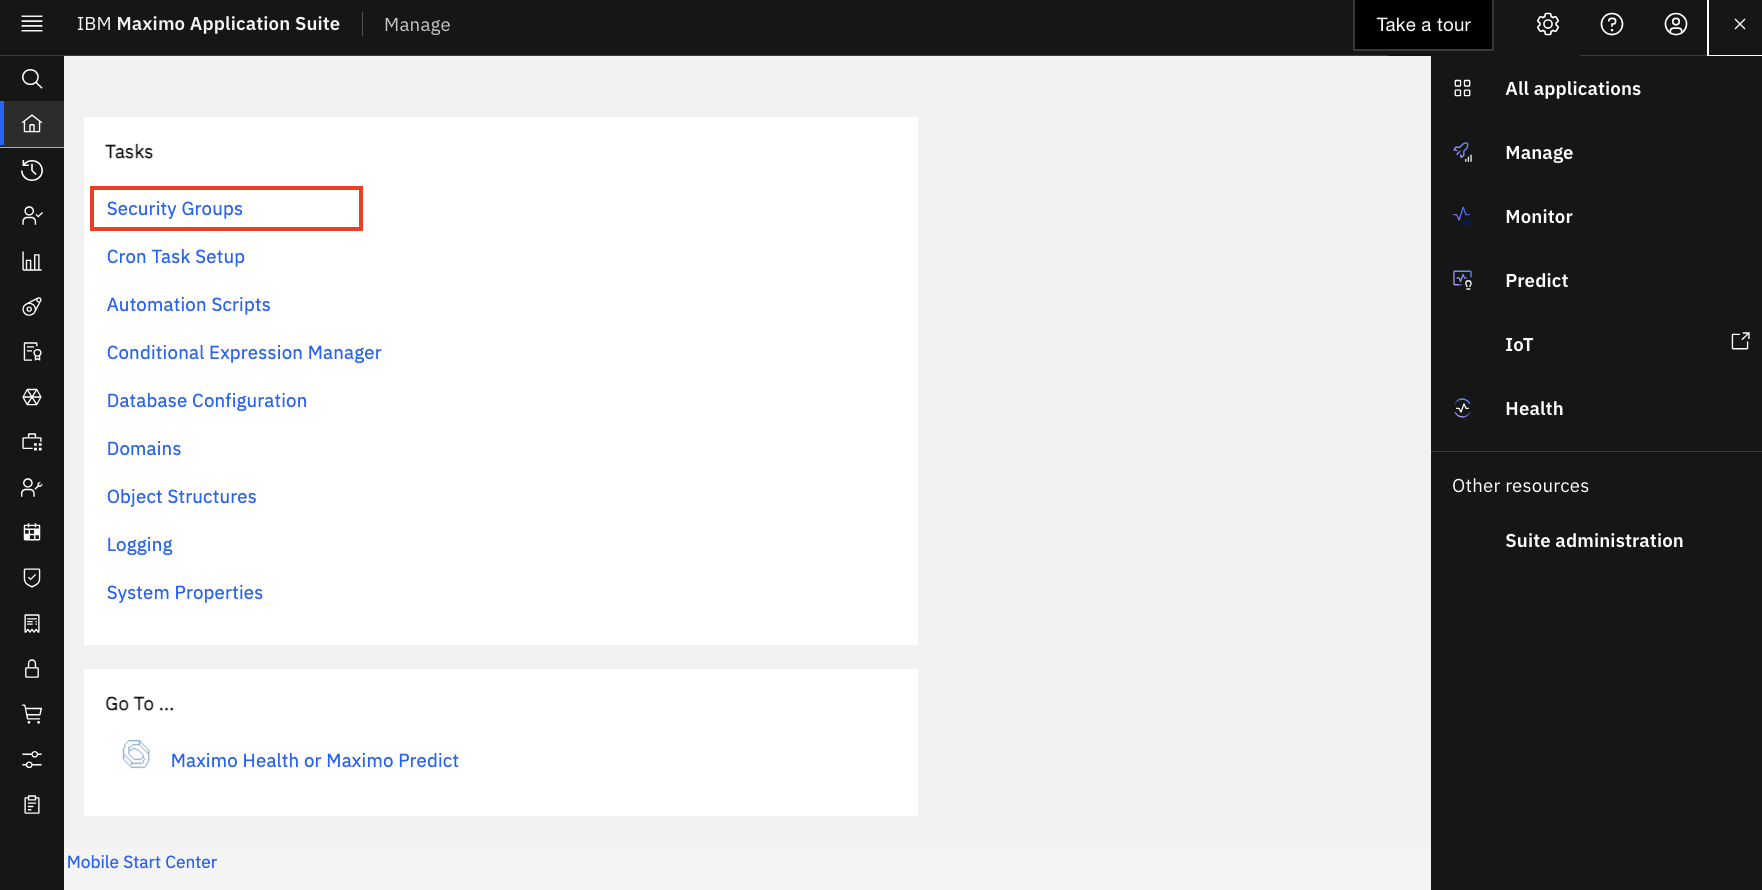 IBM Maximo Application Suite
Manage
Take a tour
Tasks
Security Groups
Cron Task Setup
Automation Scripts
Conditional Expression Manager
Database Configuration
Domains
Object Structures
Logging
System Properties
Go To ...
Maximo Health or Maximo Predict
Mobile Start Center
All applications
Manage
Monitor
Predict
IoT
Health
Other resources
Suite administration